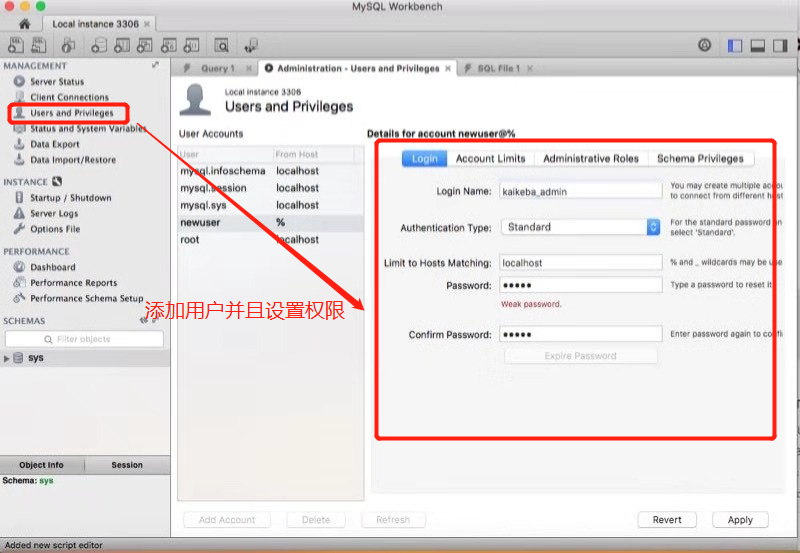 MySQL Workbench
Local instance 3306
MANAGEMENT
Server Status
Client Connections
Users and Privileges
Status and System Variables
Data Export
Data Import/Restore
INSTANCE
Startup / Shutdown
Server Logs
Options File
PERFORMANCE
Dashboard
Performance Reports
Performance Schema Setup
SCHEMAS
Filter objects
sys
Object Info Session
Schema: sys
Added new script editor
Query 1
Administration - Users and Privileges
SQL File 1
Local instance 3306
Users and Privileges
User Accounts
User From Host
mysql.infoschema localhost
mysql.session localhost
mysql.sys localhost
newuser %
root localhost
添加用户并且设置权限
Add Account Delete Refresh
Details for account newuser@%
Login Account Limits Administrative Roles Schema Privileges
Login Name: kaikeba_admin
You may create multiple
to connect from different
Authentication Type: Standard
For the standard password
select 'Standard'.
Limit to Hosts Matching: localhost
% and _ wildcards may be
Password: •••••
Type a password to reset it
Weak password.
Confirm Password: •••••
Enter password again to
Expire Password
Revert Apply